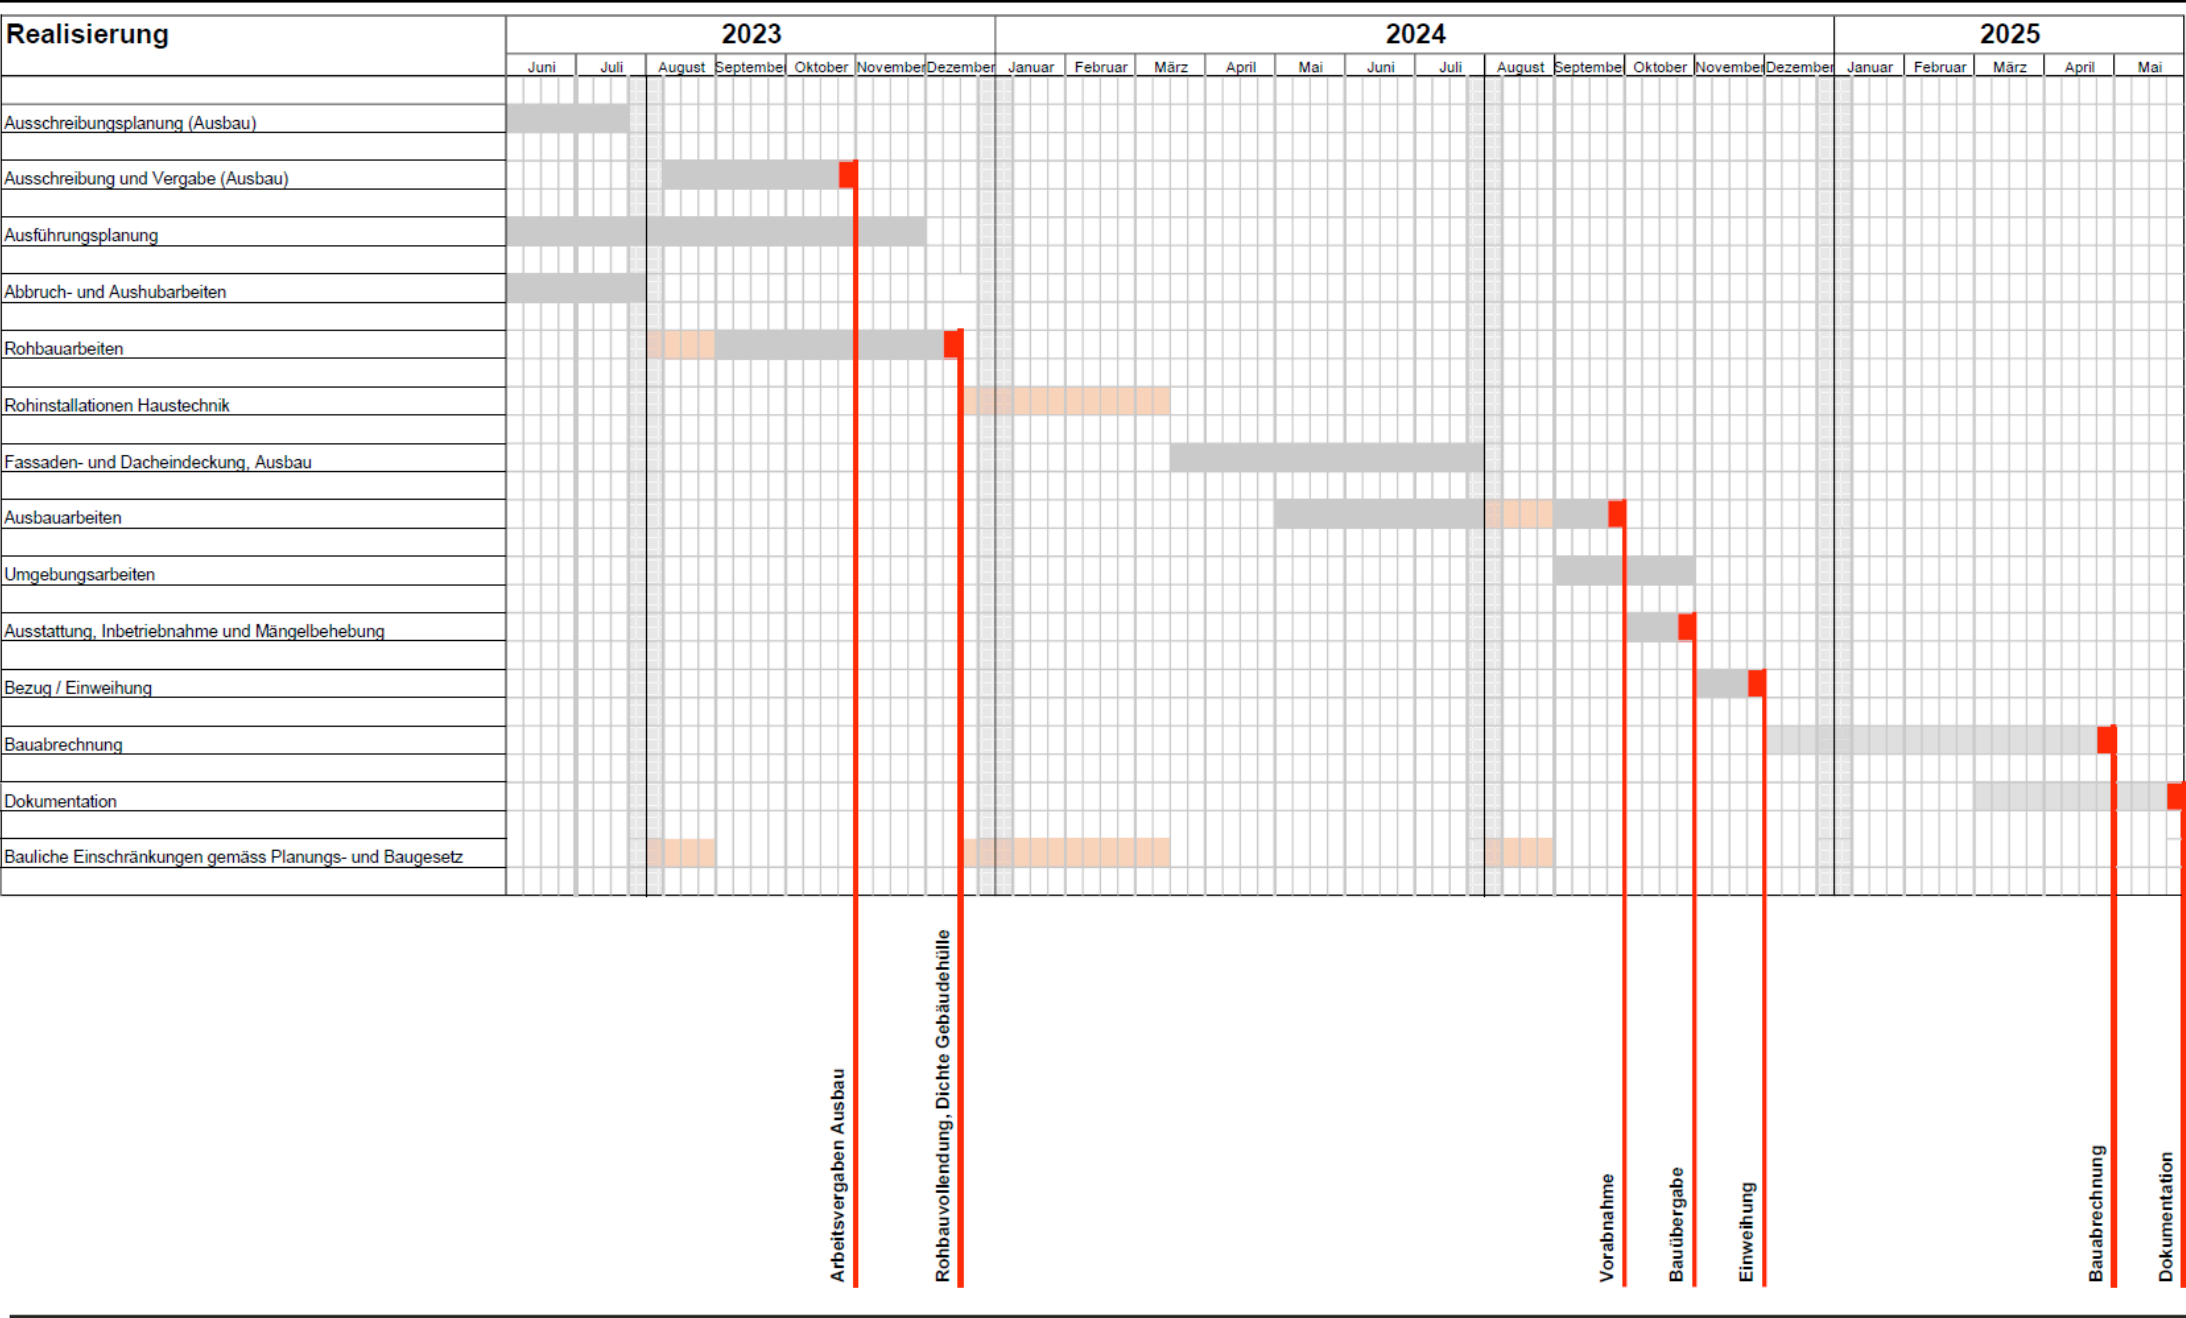 Realisierung 2023 2024 2025
Juni Juli August September Oktober November Dezember Januar Februar März April Mai Juni Juli August September Oktober November Dezember Januar Februar März April Mai
Ausschreibungsplanung (Ausbau)
Ausschreibung und Vergabe (Ausbau)
Ausführungsplanung
Abbruch- und Aushubarbeiten
Rohbauarbeiten
Rohinstallationen Haustechnik
Fassaden- und Dacheindeckung, Ausbau
Ausbauarbeiten
Umgebungsarbeiten
Ausstattung, Inbetriebnahme und Mängelbehebung
Bezug / Einweihung
Bauabrechnung
Dokumentation
Bauliche Einschränkungen gemäss Planungs- und Baugesetz
Arbeitsvergaben Ausbau
Rohbauvollendung, Dichte Gebäudehülle
Vorabnahme
Bauübergabe
Einweihung
Bauabrechnung
Dokumentation